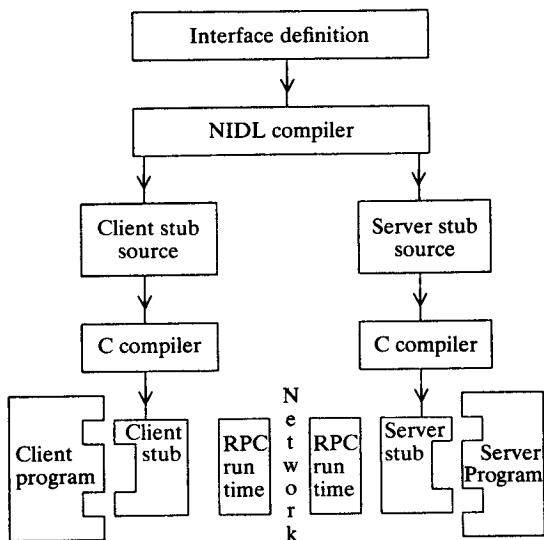 Interface definition
NIDL compiler
Client stub
source
Server stub
source
C compiler
C compiler
Client
program
Client
stub
RPC
run
time
Network
RPC
run
time
Server
stub
Server
Program